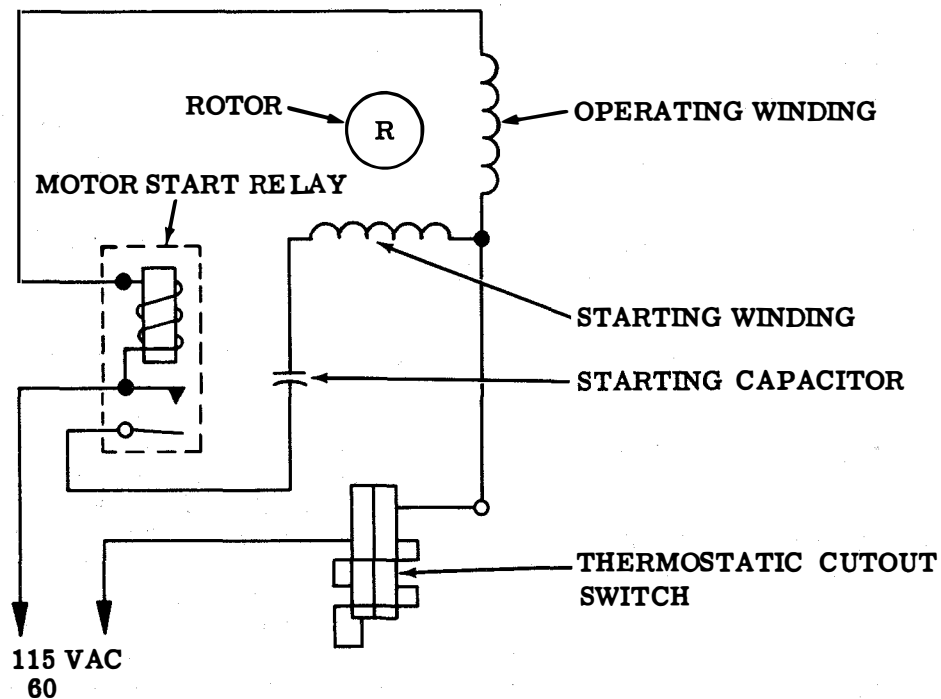 ROTOR
R
OPERATING WINDING
MOTOR START RELAY
STARTING WINDING
STARTING CAPACITOR
THERMOSTATIC CUTOUT
SWITCH
115 VAC
60